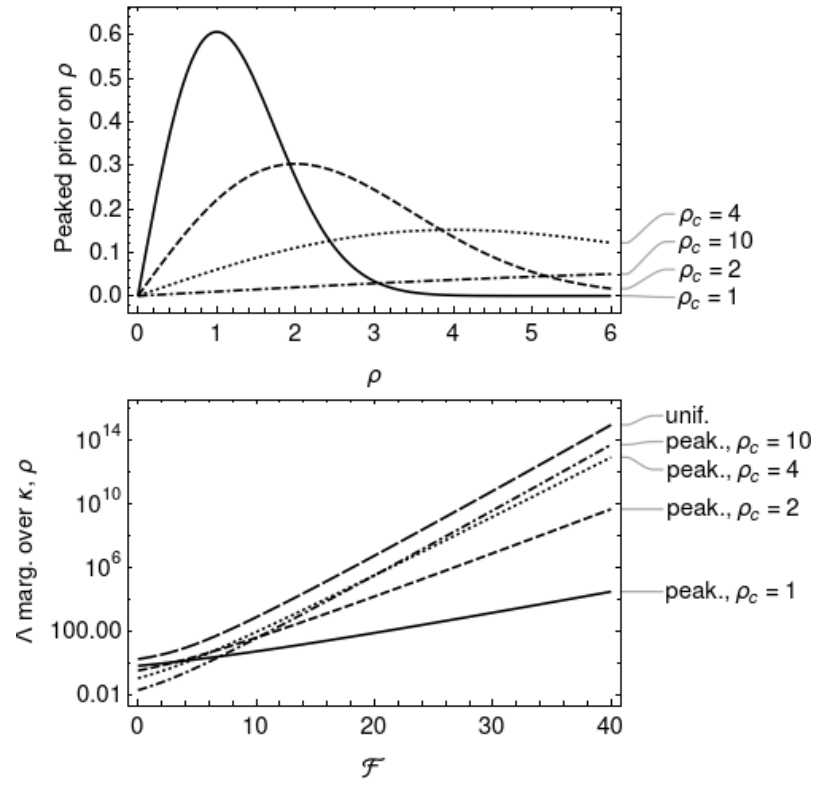 Peaked prior on ρ
0.6
0.5
0.4
0.3
0.2
0.1
0.0
0 1 2 3 4 5 6
ρ
ρc = 4
ρc = 10
ρc = 2
ρc = 1
Λ marg. over κ, ρ
10^14
10^10
10^6
100.00
0.01
0 10 20 30 40
ℱ
unif.
peak., ρc = 10
peak., ρc = 4
peak., ρc = 2
peak., ρc = 1